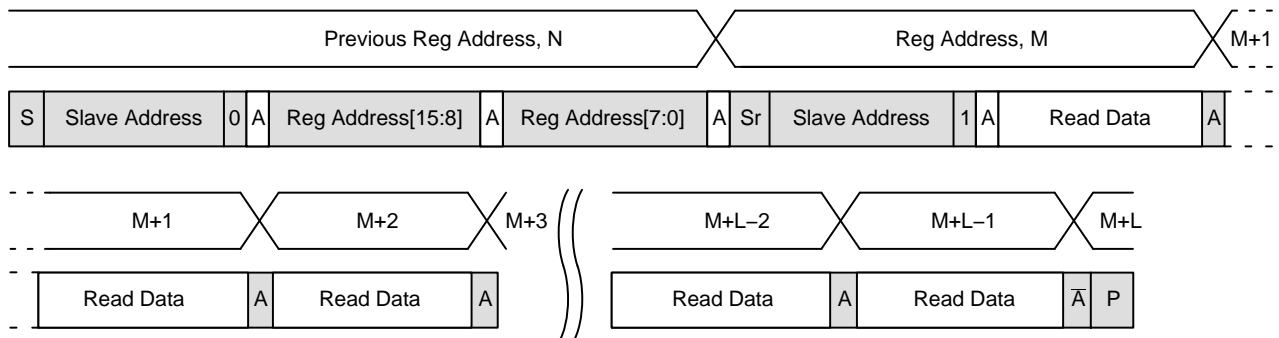 Previous Reg Address, N Reg Address, M M+1
S Slave Address 0 A Reg Address[15:8] A Reg Address[7:0] A Sr Slave Address 1 A Read Data A
M+1 M+2 M+3 M+L−2 M+L−1 M+L
Read Data A Read Data A Read Data A Read Data A̅ P